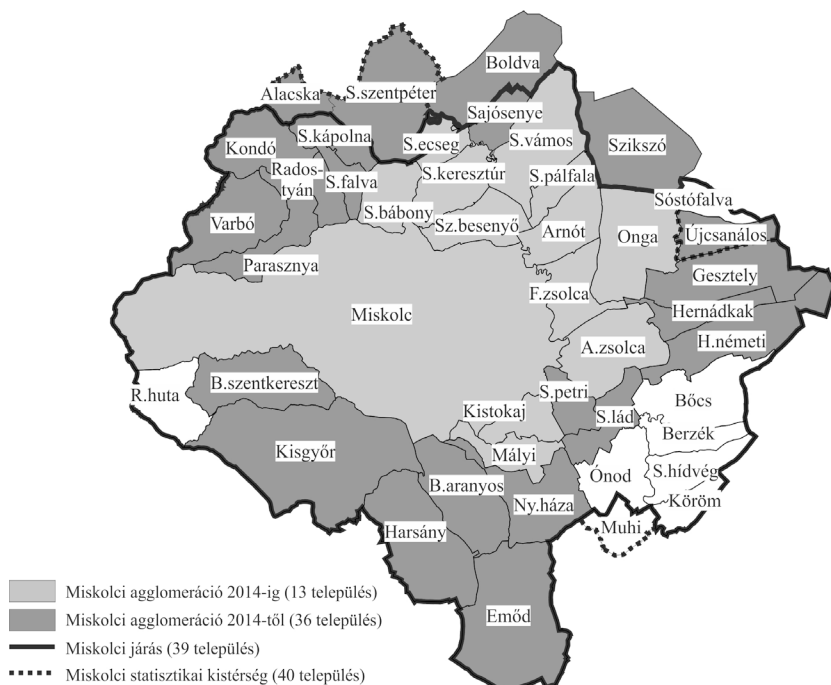 Boldva
Alacska
S.szentpéter
Sajósenye
S.kápolna
S.ecseg
S.vámos
Szikszó
Kondó
Rados-
tyán
S.falva
S.keresztúr
S.pálfala
Sóstófalva
Varbó
S.bábony
Sz.besenyő
Arnót
Onga
Újcsanálos
Parasznya
Gesztely
F.zsolca
Hernádkak
Miskolc
H.németi
A.zsolca
R.huta
B.szentkereszt
S.petri
Bőcs
Kistokaj
S.lád
Berzék
Kisgyőr
Mályi
Ónod
S.hídvég
B.aranyos
Köröm
Ny.háza
Muhi
Harsány
Emőd
Miskolci agglomeráció 2014-ig (13 település)
Miskolci agglomeráció 2014-től (36 település)
Miskolci járás (39 település)
Miskolci statisztikai kistérség (40 település)